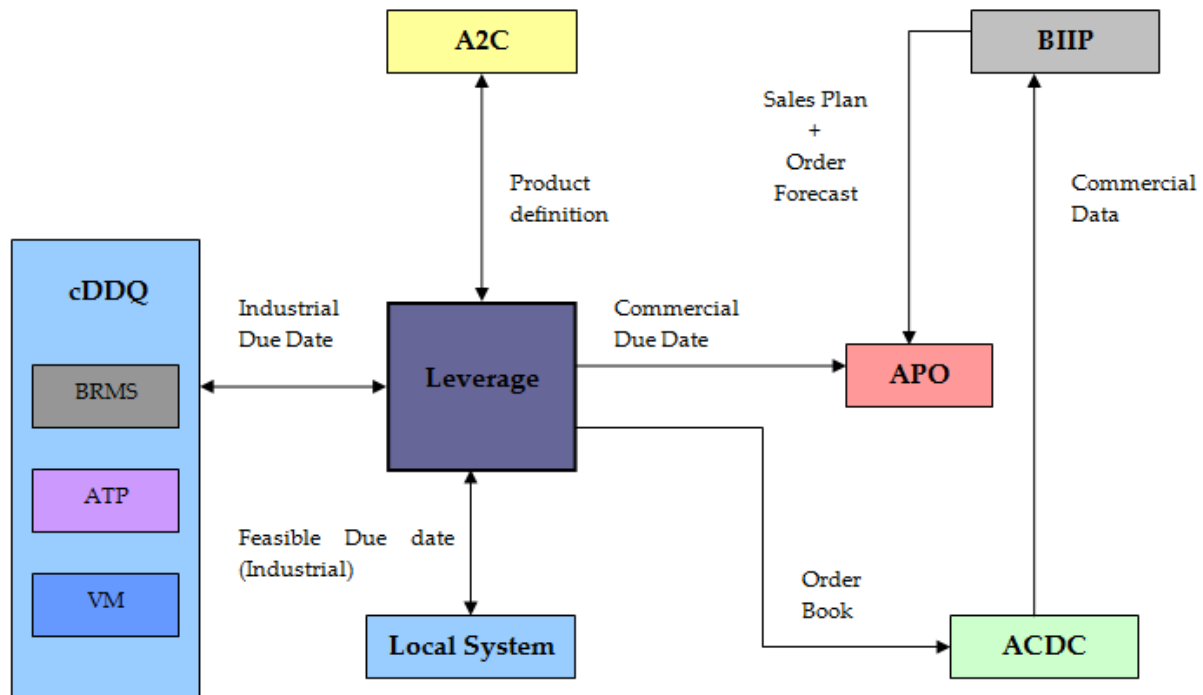 A2C
BIIP
Sales Plan
+
Order
Forecast
Product
definition
Commercial
Data
cDDQ
Industrial
Due Date
Commercial
Due Date
Leverage
APO
BRMS
ATP
Feasible Due date
(Industrial)
VM
Order
Book
Local System
ACDC